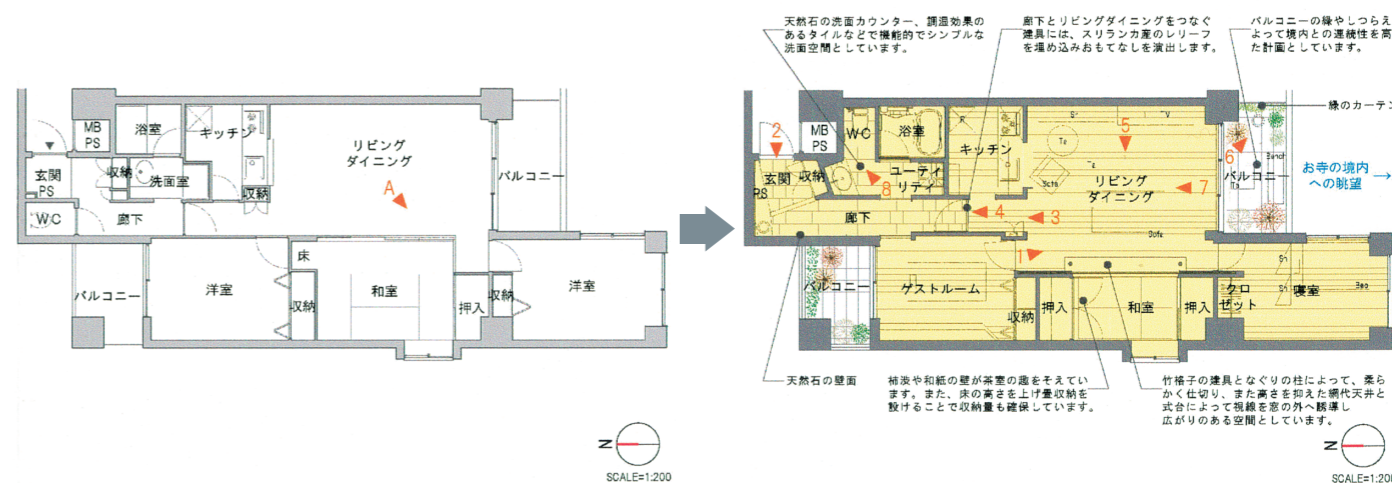 MB
PS
浴室
キッチン
リビング
ダイニング
玄関
PS
収納
洗面室
収納
A
バルコニー
WC
廊下
床
バルコニー
洋室
収納
和室
押入
収納
洋室
N
SCALE=1:200
天然石の洗面カウンター、調湿効果の
あるタイルなどで機能的でシンプルな
洗面空間としています。
廊下とリビングダイニングをつなぐ
建具には、スリランカ産のレリーフ
を埋め込みおもてなしを演出します。
バルコニーの緑やしつらえ
よって境内との連続性を高
た計画としています。
緑のカーテン
2
MB
PS
WC
浴室
R
キッチン
5
TV
Te
6
Bench
お寺の境内
への眺望
玄関
PS
収納
ユーティ
リティ
8
Sofa
リビング
ダイニング
7
バルコニー
廊下
4
3
Sofa
1
バルコニー
ゲストルーム
収納
押入
和室
押入
クロ
ゼット
寝室
Sh
Sh
Bed
天然石の壁面
柿渋や和紙の壁が茶室の趣をそえてい
ます。また、床の高さを上げ畳収納を
設けることで収納量も確保しています。
竹格子の建具となぐりの柱によって、柔ら
かく仕切り、また高さを抑えた網代天井と
式台によって視線を窓の外へ誘導し
広がりのある空間としています。
N
SCALE=1:200